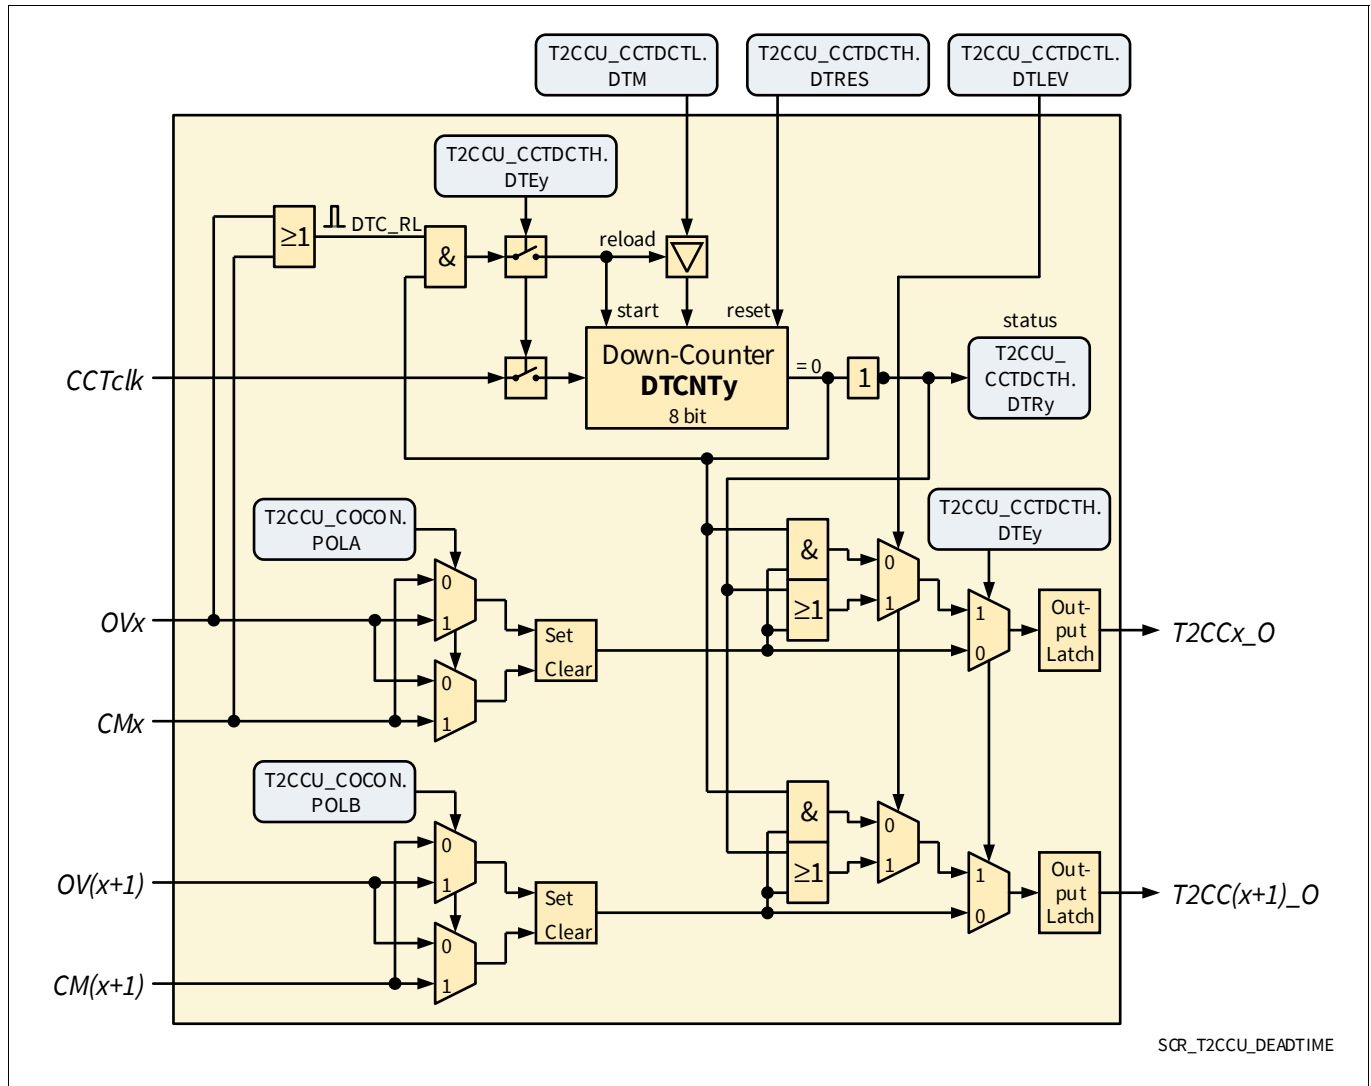 T2CCU_CCTDCTL.
DTM
T2CCU_CCTDCTH.
DTRES
T2CCU_CCTDCTL.
DTLEV
T2CCU_CCTDCTH.
DTEy
≥1
DTC_RL
&
reload
start
reset
status
CCTclk
Down-Counter
DTCNTy
8 bit
= 0
1
T2CCU_
CCTDCTH.
DTRy
T2CCU_COCON.
POLA
T2CCU_CCTDCTH.
DTEy
0
1
&
≥1
0
1
1
0
Out-
put
Latch
OVx
Set
Clear
T2CCx_O
0
1
CMx
T2CCU_COCON.
POLB
0
1
&
≥1
0
1
1
0
Out-
put
Latch
OV(x+1)
Set
Clear
T2CC(x+1)_O
0
1
CM(x+1)
SCR_T2CCU_DEADTIME